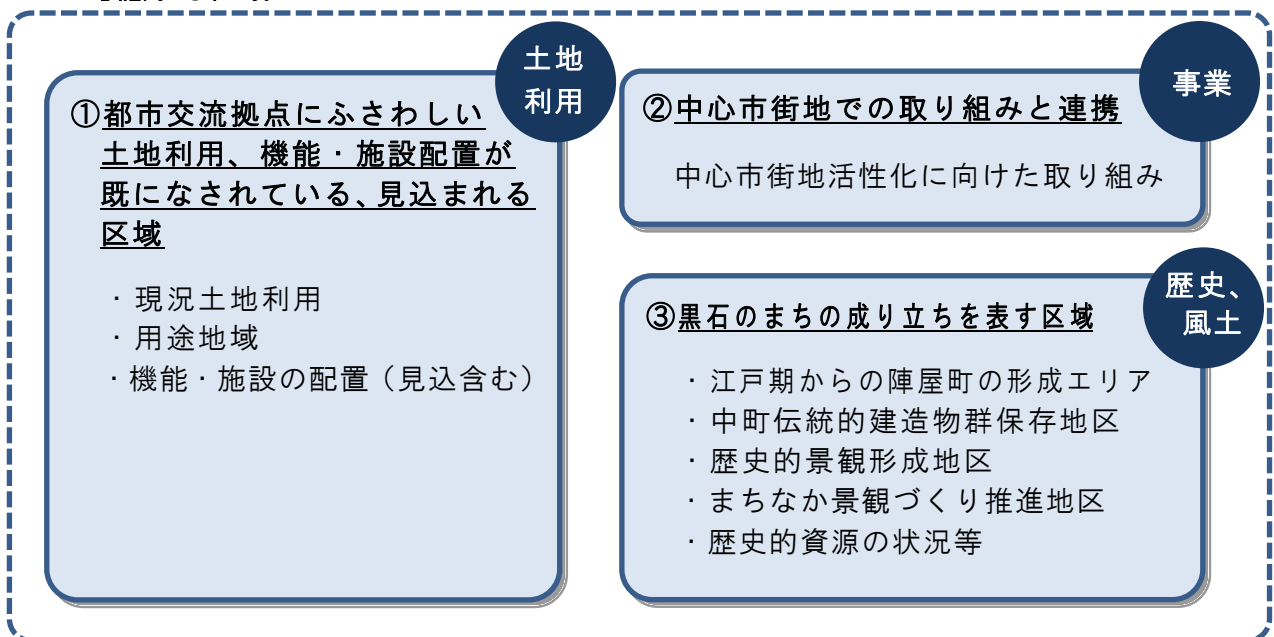 土地
利用
①都市交流拠点にふさわしい
土地利用、機能・施設配置が
既になされている、見込まれる
区域
・現況土地利用
・用途地域
・機能・施設の配置（見込含む）
事業
②中心市街地での取り組みと連携
中心市街地活性化に向けた取り組み
歴史、
風土
③黒石のまちの成り立ちを表す区域
・江戸期からの陣屋町の形成エリア
・中町伝統的建造物群保存地区
・歴史的景観形成地区
・まちなか景観づくり推進地区
・歴史的資源の状況等